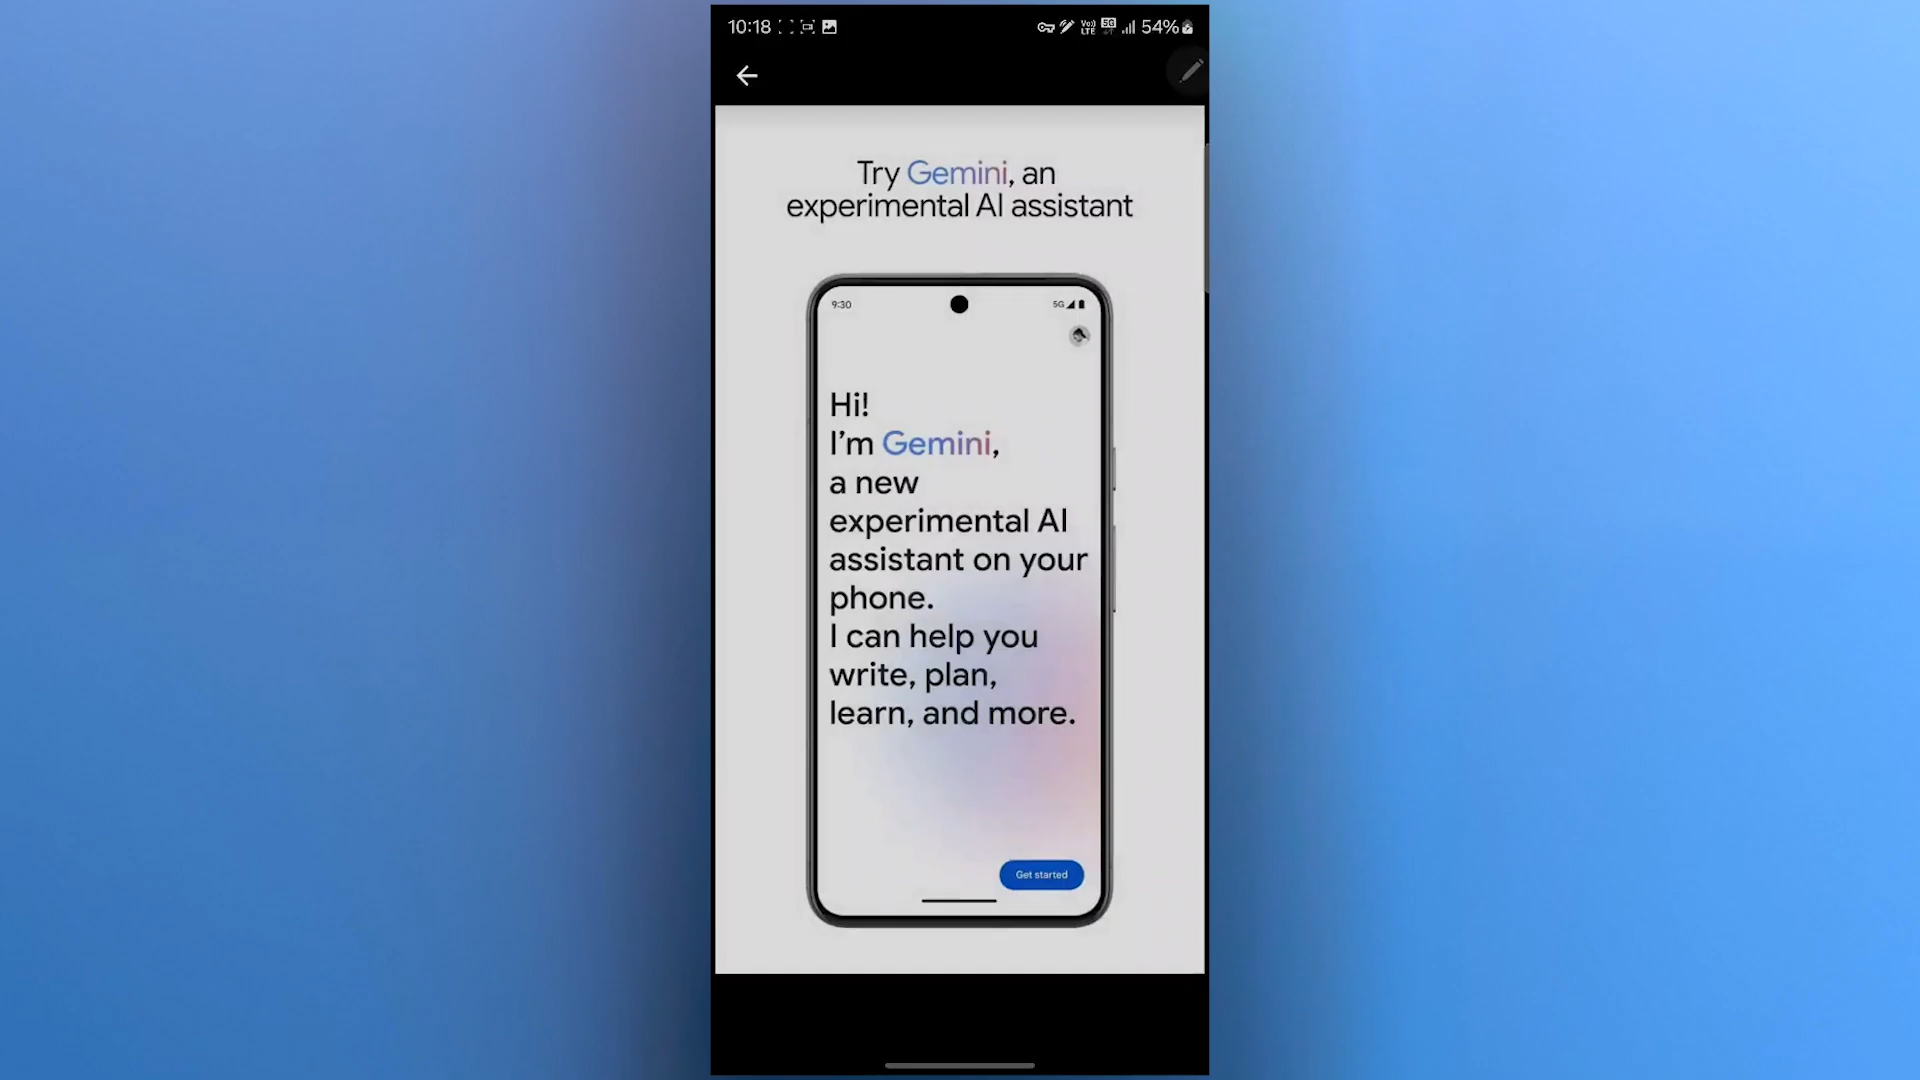 10:18 54%
Try Gemini, an
experimental AI assistant
9:30 5G
Hi!
I’m Gemini,
a new
experimental AI
assistant on your
phone.
I can help you
write, plan,
learn, and more.
Get started